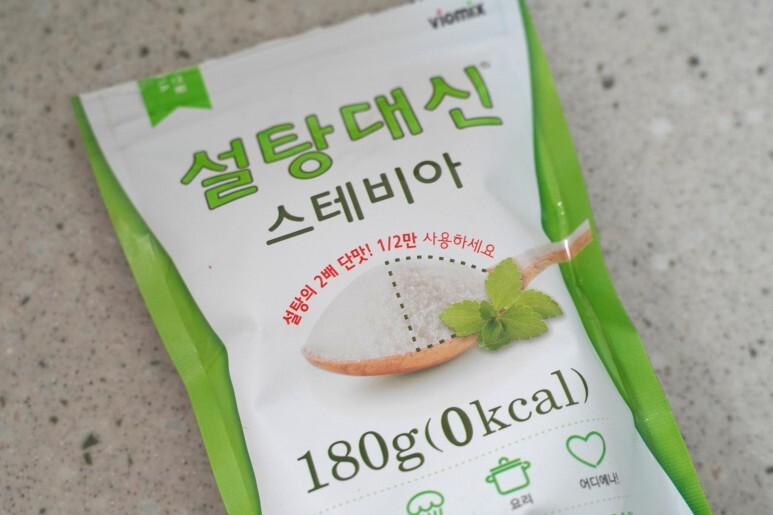 viomix
설탕대신
스테비아
설탕의 2배 단맛! 1/2만 사용하세요
180g(0kcal)
요리
어디에나!